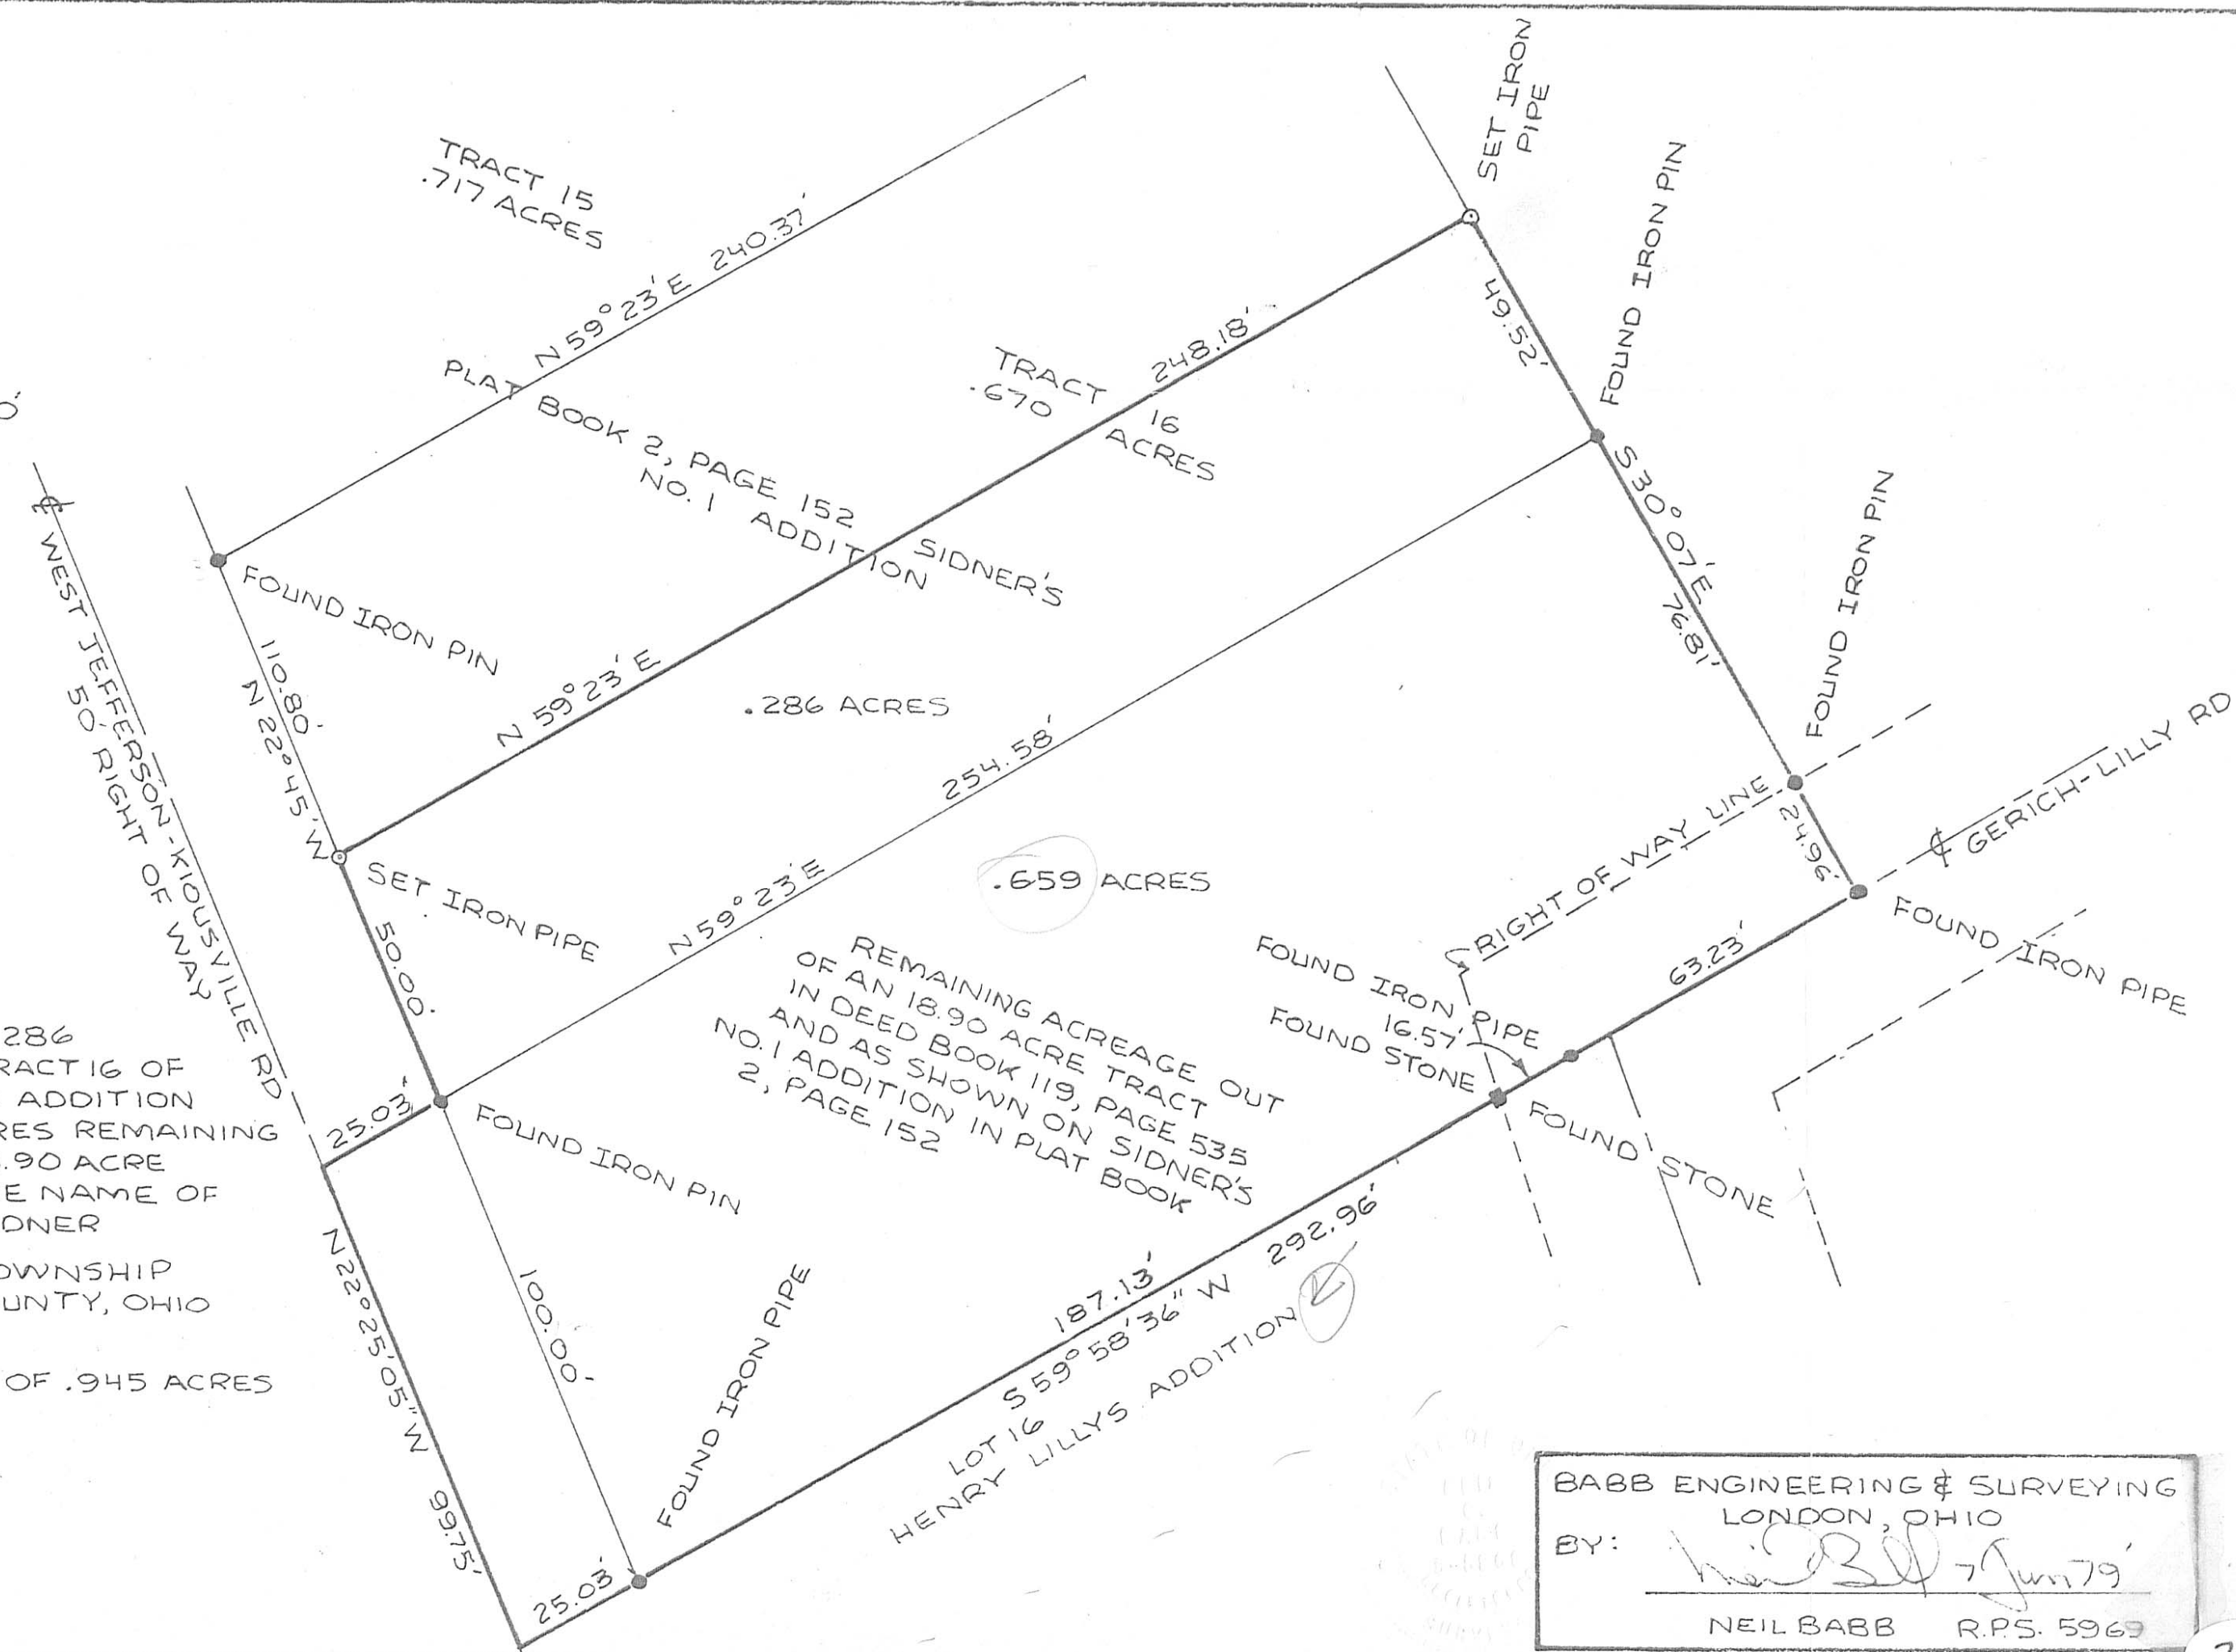 TRACT 15
.717 ACRES
N 59° 23' E 240.37'
PLAT BOOK 2, PAGE 152
NO. 1 ADDITION
SIDNER'S
TRACT 16
.670 ACRES
248.18'
SET IRON
PIPE
49.52'
FOUND IRON PIN
S 30° 07' E
76.81'
FOUND IRON PIN
24.96'
₵ GERICH-LILLY RD
RIGHT OF WAY LINE
FOUND IRON PIPE
0'
₵
WEST JEFFERSON-KIOUSVILLE RD
50' RIGHT OF WAY
FOUND IRON PIN
110.80'
N 22° 45' W
N 59° 23' E
.286 ACRES
SET IRON PIPE
50.00'
N 59° 23' E
254.58'
.659 ACRES
REMAINING ACREAGE OUT
OF AN 18.90 ACRE TRACT
IN DEED BOOK 119, PAGE 535
AND AS SHOWN ON SIDNER'S
NO. 1 ADDITION IN PLAT BOOK
2, PAGE 152
FOUND IRON PIPE
16.57'
FOUND STONE
63.23'
FOUND STONE
25.03'
FOUND IRON PIN
N 22° 25' 05" W 99.75'
100.00'
FOUND IRON PIPE
25.03'
187.13'
S 59° 58' 36" W 292.96'
LOT 16
HENRY LILLYS ADDITION
286
RACT 16 OF
ADDITION
RES REMAINING
.90 ACRE
E NAME OF
DNER
OWNSHIP
UNTY, OHIO
OF .945 ACRES
BABB ENGINEERING & SURVEYING
LONDON, OHIO
BY: Neil Babb 7 Jun 79'
NEIL BABB R.P.S. 5969